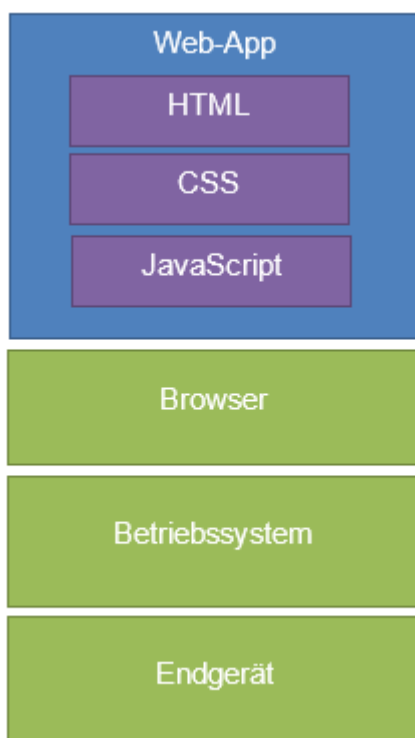 Web-App
HTML
CSS
JavaScript
Browser
Betriebssystem
Endgerät